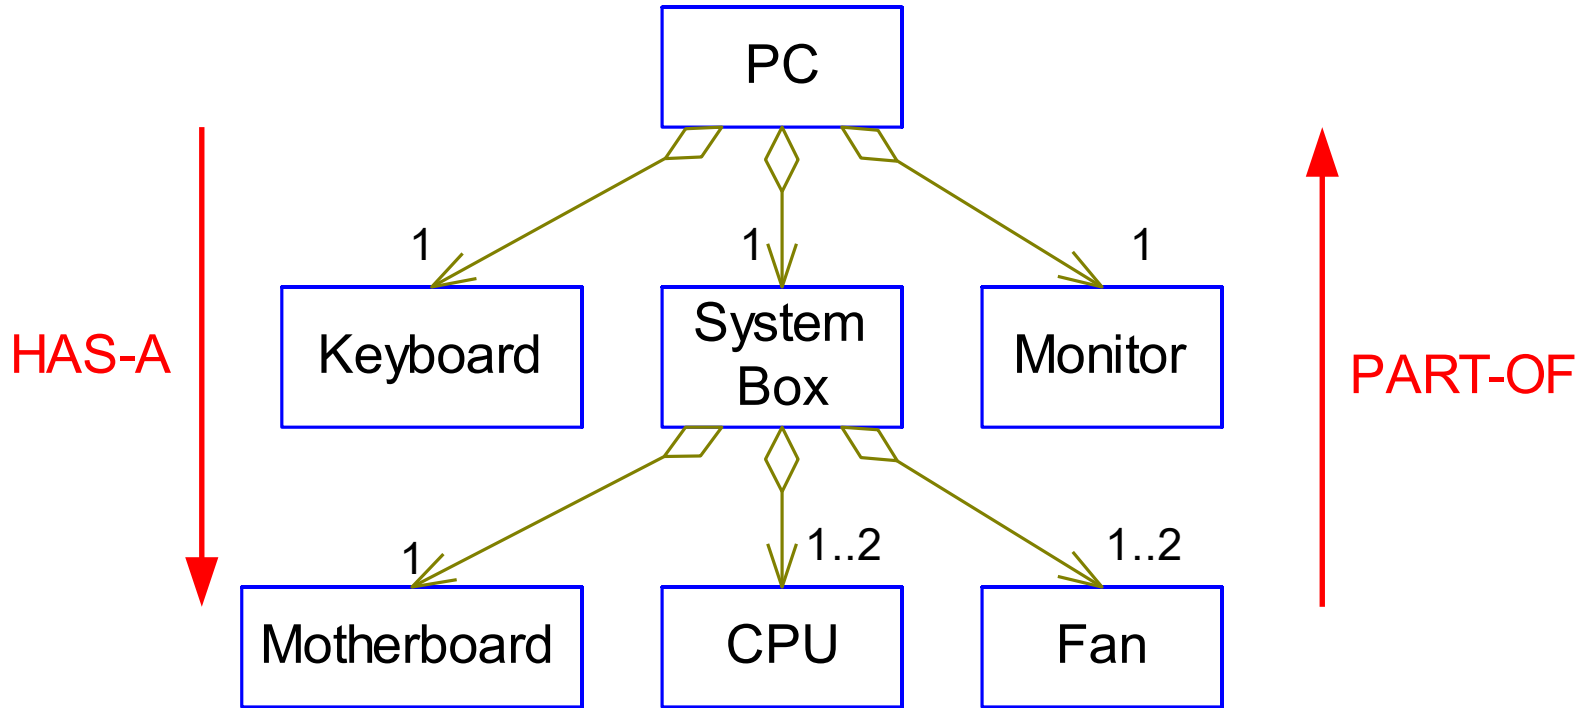 PC
1
1
1
HAS-A
Keyboard
System
Box
Monitor
PART-OF
1
1..2
1..2
Motherboard
CPU
Fan